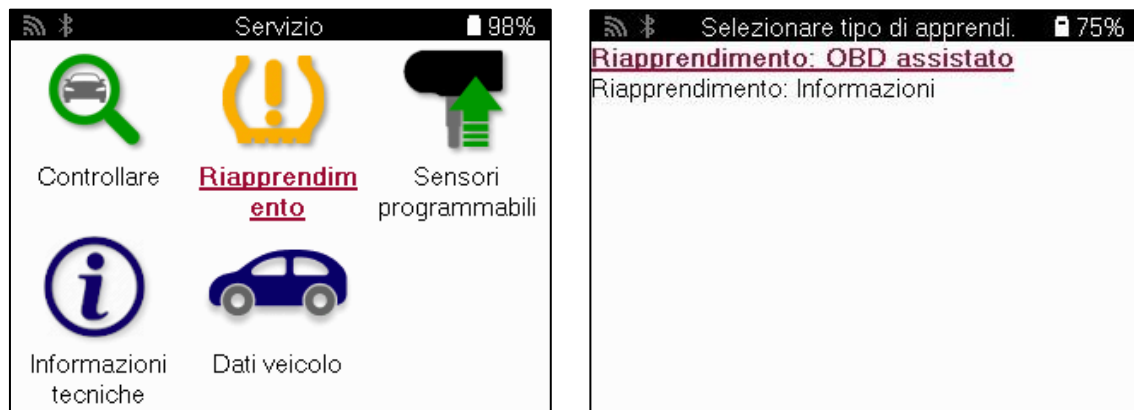 Servizio 98%
Controllare
Riapprendim
ento
Sensori
programmabili
Informazioni
tecniche
Dati veicolo
Selezionare tipo di apprendi. 75%
Riapprendimento: OBD assistato
Riapprendimento: Informazioni